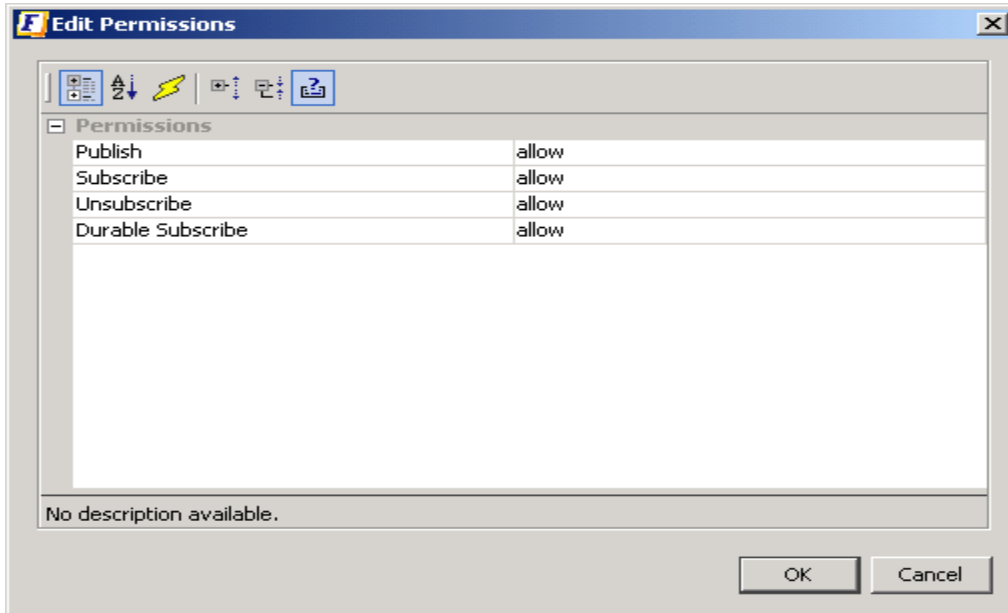 Edit Permissions
Permissions
Publish allow
Subscribe allow
Unsubscribe allow
Durable Subscribe allow
No description available.
OK Cancel